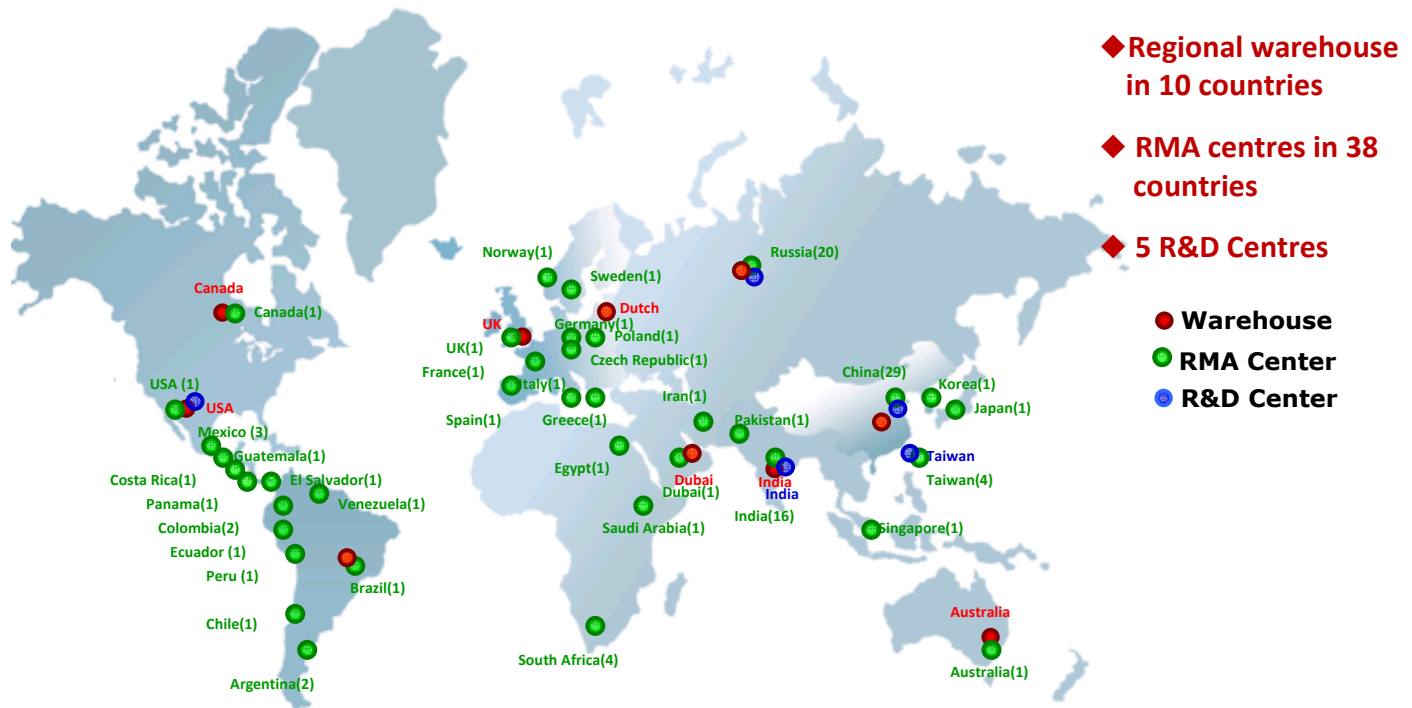 ◆Regional warehouse
in 10 countries
◆ RMA centres in 38
countries
◆ 5 R&D Centres
Warehouse
RMA Center
R&D Center
Norway(1)
Russia(20)
Sweden(1)
Canada
Canada(1)
Dutch
UK
Germany(1)
Poland(1)
UK(1)
Czech Republic(1)
France(1)
China(29)
USA (1)
Italy(1)
Iran(1)
Korea(1)
USA
Spain(1)
Greece(1)
Pakistan(1)
Japan(1)
Mexico (3)
Guatemala(1)
Taiwan
Egypt(1)
Costa Rica(1)
El Salvador(1)
Dubai
India
Taiwan(4)
Dubai(1)
India
Panama(1)
Venezuela(1)
India(16)
Colombia(2)
Saudi Arabia(1)
Singapore(1)
Ecuador (1)
Peru (1)
Brazil(1)
Australia
Chile(1)
South Africa(4)
Australia(1)
Argentina(2)